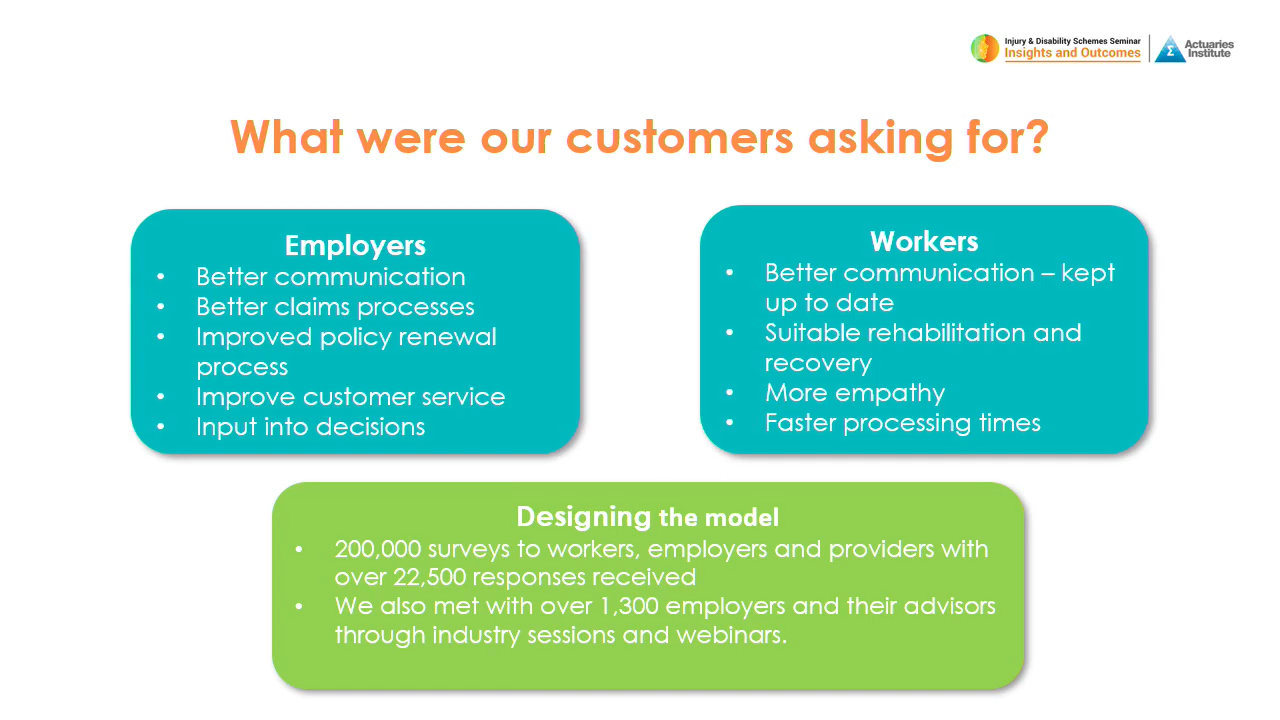 Injury & Disability Schemes Seminar
Insights and Outcomes
Actuaries
Institute
What were our customers asking for?
Employers
• Better communication
• Better claims processes
• Improved policy renewal
process
• Improve customer service
• Input into decisions
Workers
• Better communication – kept
up to date
• Suitable rehabilitation and
recovery
• More empathy
• Faster processing times
Designing the model
• 200,000 surveys to workers, employers and providers with
over 22,500 responses received
• We also met with over 1,300 employers and their advisors
through industry sessions and webinars.